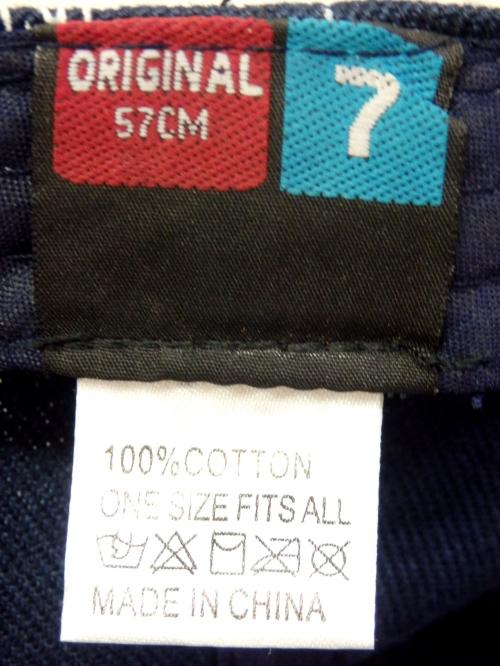 ORIGINAL
57CM
7
100%COTTON
ONE SIZE FITS ALL
MADE IN CHINA